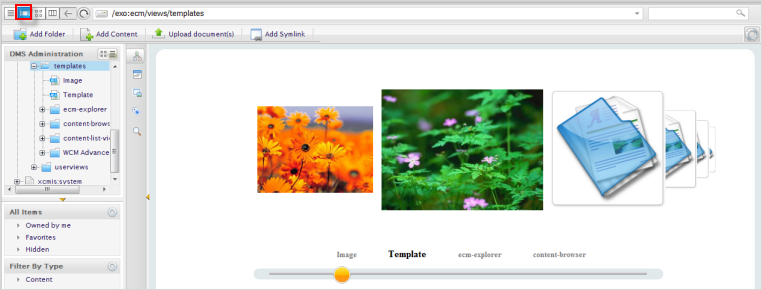 /exo:ecm/views/templates
Add Folder
Add Content
Upload document(s)
Add Symlink
DMS Administration
templates
Image
Template
ecm-explorer
content-brows
content-list-vi
WCM Advance
userviews
xcmis:system
All Items
Owned by me
Favorites
Hidden
Filter By Type
Content
Image
Template
ecm-explorer
content-browser